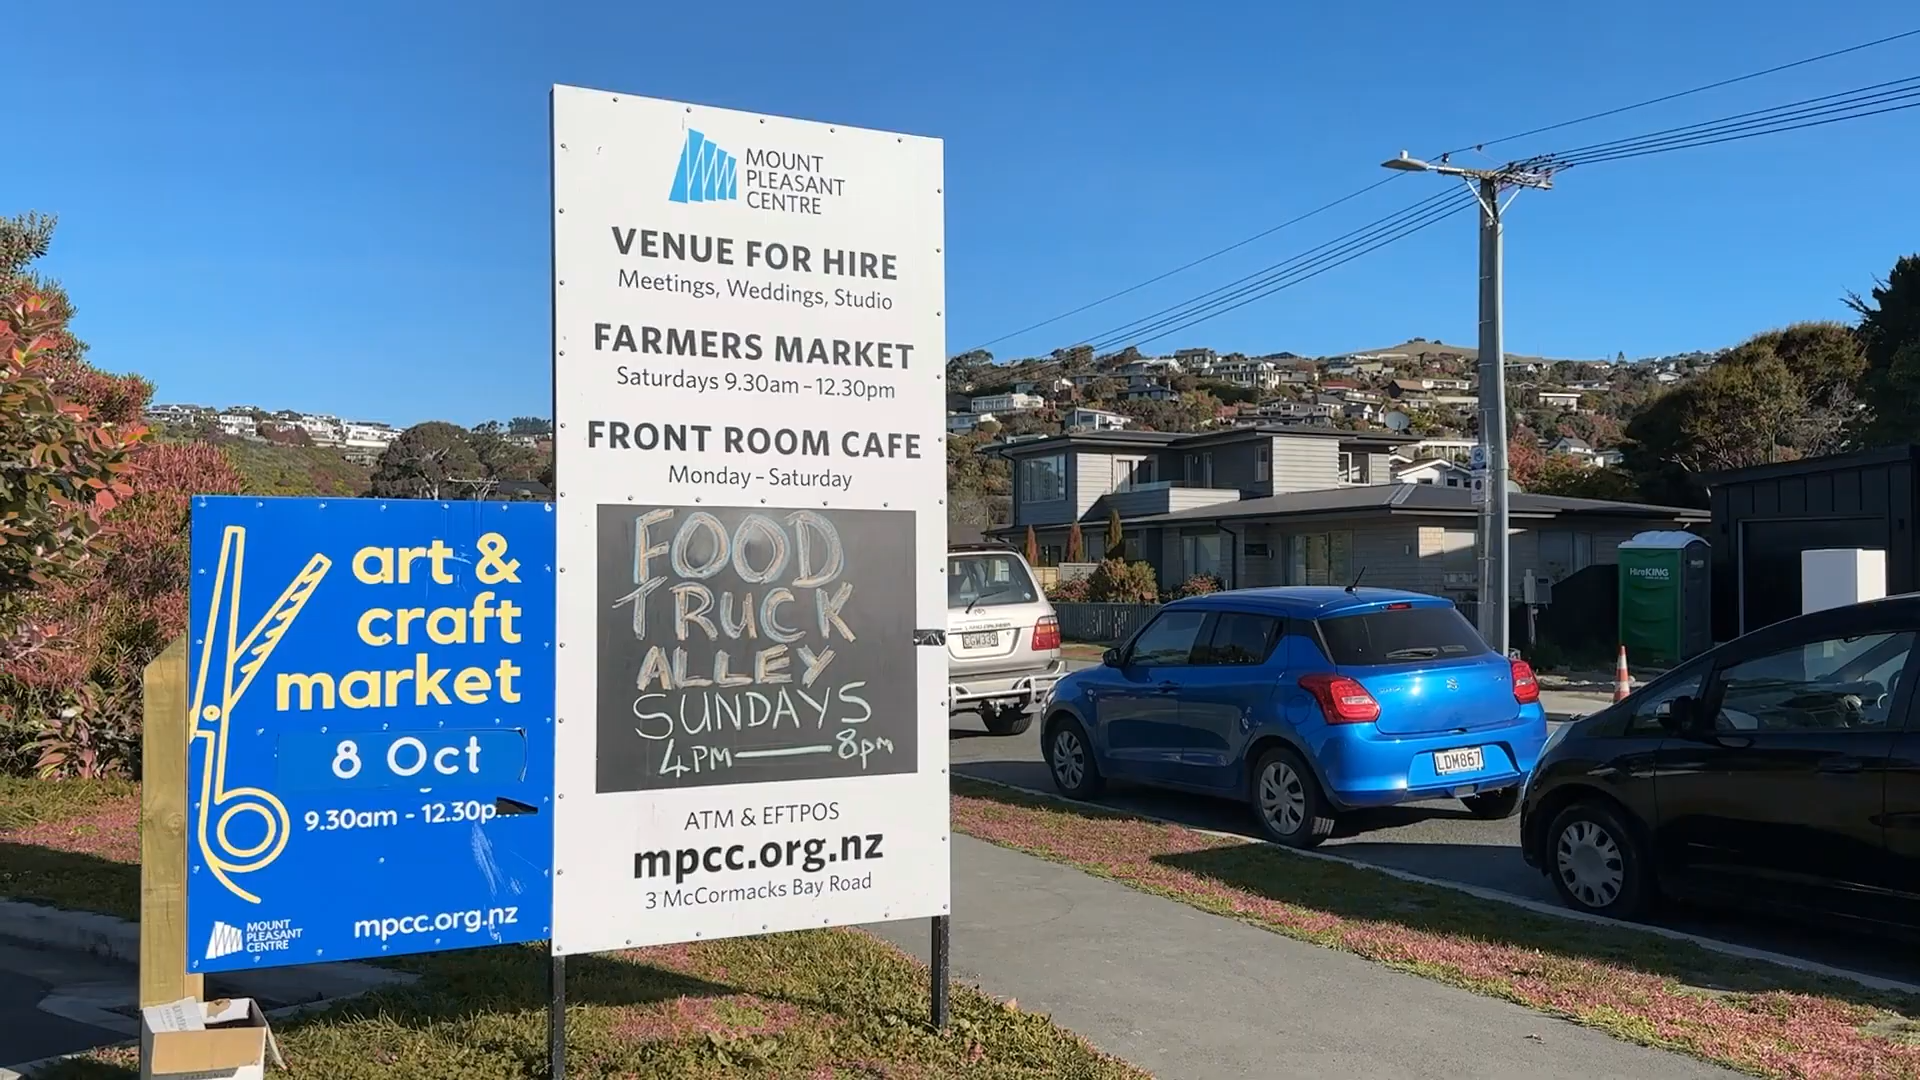 MOUNT
PLEASANT
CENTRE
VENUE FOR HIRE
Meetings, Weddings, Studio
FARMERS MARKET
Saturdays 9.30am – 12.30pm
FRONT ROOM CAFE
Monday – Saturday
FOOD
TRUCK
ALLEY
SUNDAYS
4PM — 8pm
ATM & EFTPOS
mpcc.org.nz
3 McCormacks Bay Road
art &
craft
market
8 Oct
9.30am - 12.30p
MOUNT
PLEASANT
CENTRE
mpcc.org.nz
CGW339
LDM867
HireKING